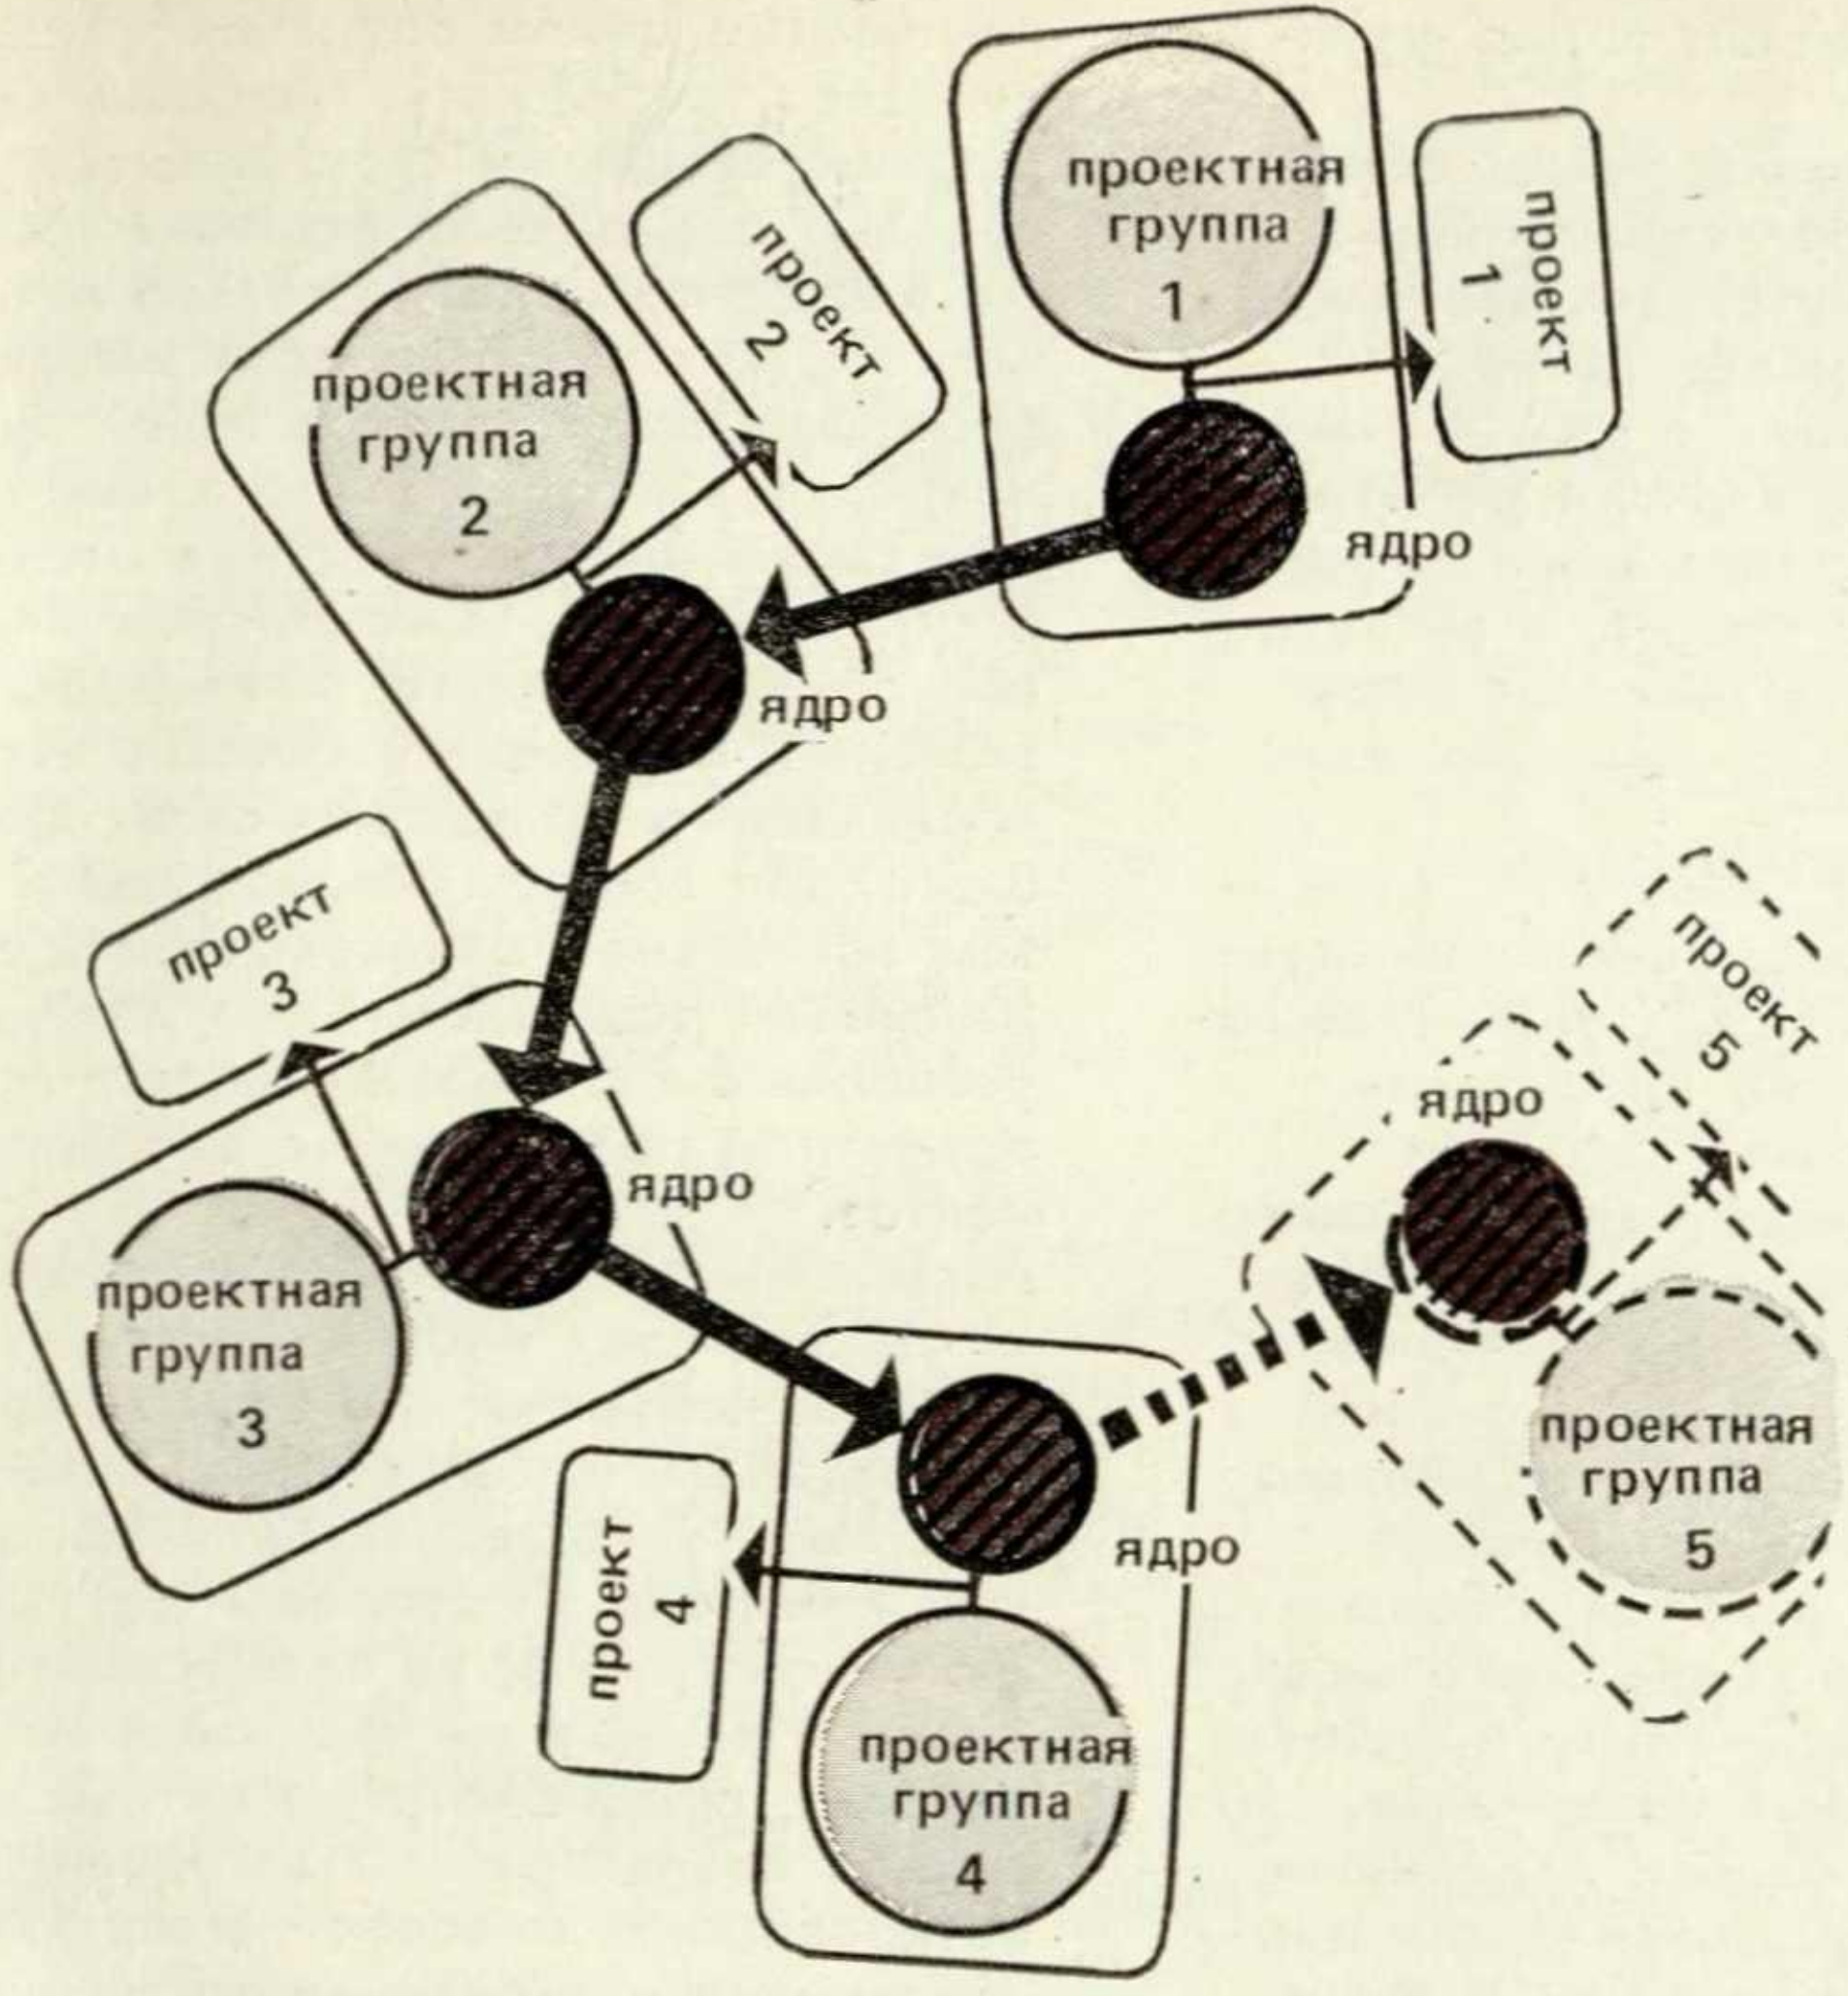 проектная
группа
1
проект
1
ядро
проектная
группа
2
проект
2
ядро
проект
3
проектная
группа
3
ядро
проект
4
проектная
группа
4
ядро
проект
5
ядро
проектная
группа
5